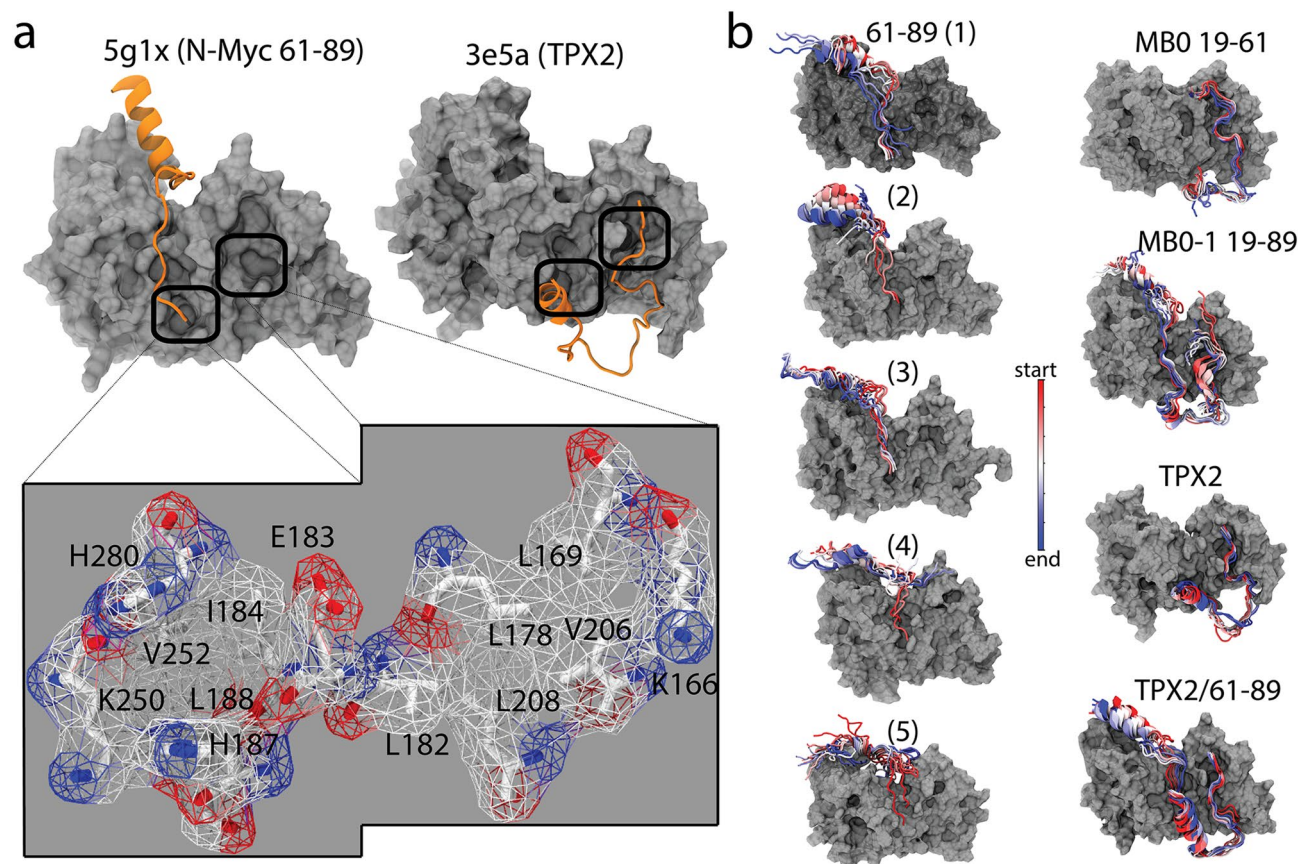 a
5g1x (N-Myc 61-89)
3e5a (TPX2)
H280
E183
L169
I184
L178
V206
V252
K166
K250
L188
L208
H187
L182
b
61-89 (1)
(2)
(3)
(4)
(5)
start
end
MB0 19-61
MB0-1 19-89
TPX2
TPX2/61-89